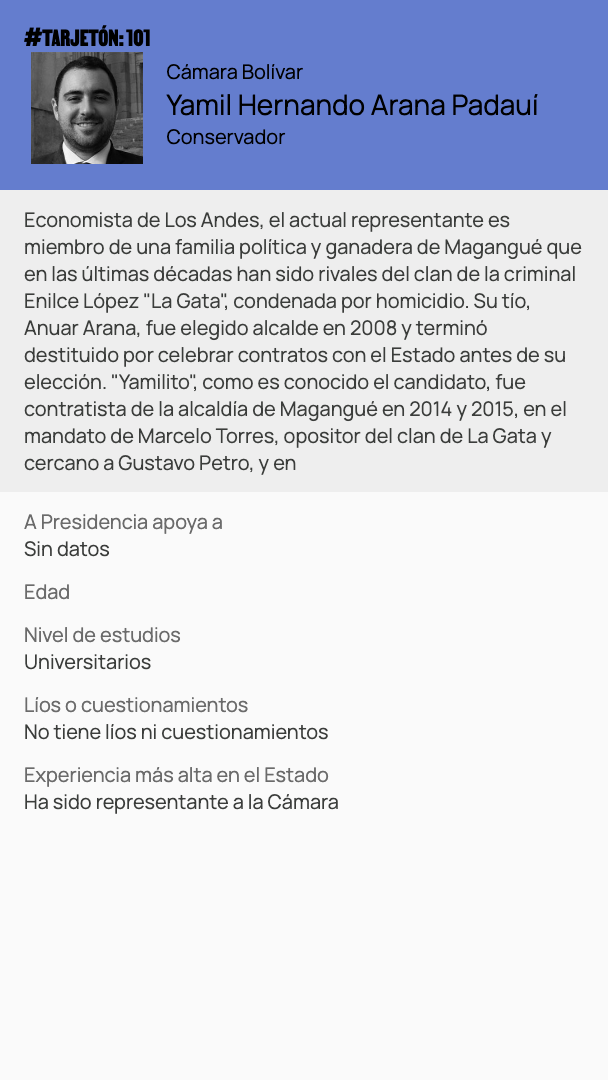 #TARJETÓN: 101
Cámara Bolívar
Yamil Hernando Arana Padauí
Conservador
Economista de Los Andes, el actual representante es
miembro de una familia política y ganadera de Magangué que
en las últimas décadas han sido rivales del clan de la criminal
Enilce López "La Gata", condenada por homicidio. Su tío,
Anuar Arana, fue elegido alcalde en 2008 y terminó
destituido por celebrar contratos con el Estado antes de su
elección. "Yamilito", como es conocido el candidato, fue
contratista de la alcaldía de Magangué en 2014 y 2015, en el
mandato de Marcelo Torres, opositor del clan de La Gata y
cercano a Gustavo Petro, y en
A Presidencia apoya a
Sin datos
Edad
Nivel de estudios
Universitarios
Líos o cuestionamientos
No tiene líos ni cuestionamientos
Experiencia más alta en el Estado
Ha sido representante a la Cámara